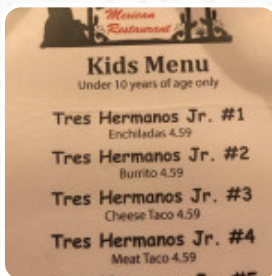 Mexican
Restaurant
Kids Menu
Under 10 years of age only
Tres Hermanos Jr. #1
Enchiladas 4.59
Tres Hermanos Jr. #2
Burrito 4.59
Tres Hermanos Jr. #3
Cheese Taco 4.59
Tres Hermanos Jr. #4
Meat Taco 4.59